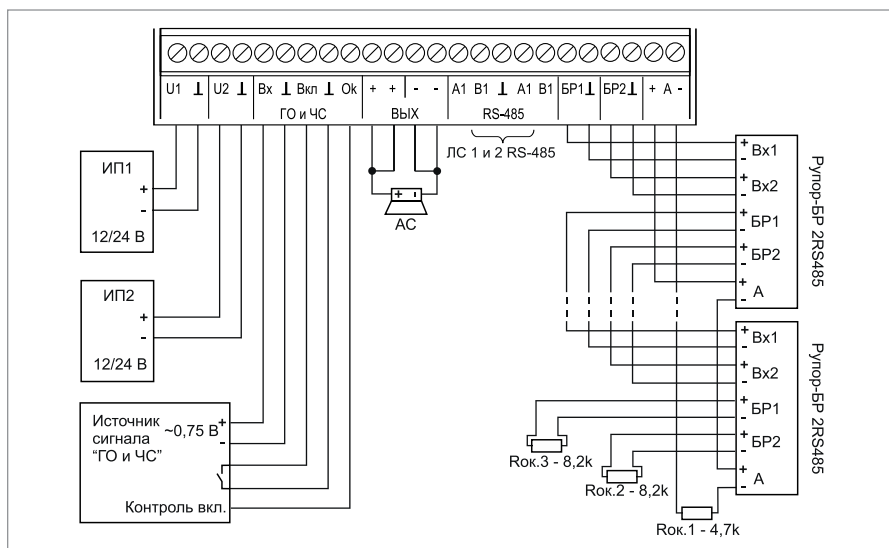 U1 ⊥ U2 ⊥ Вх ⊥ Вкл ⊥ Ok + + - - A1 B1 ⊥ A1 B1 БР1 ⊥ БР2 ⊥ + A -
ГО и ЧС ВЫХ RS-485
ЛС 1 и 2 RS-485
ИП1
+
-
12/24 В
ИП2
+
-
12/24 В
Источник
сигнала
“ГО и ЧС”
~0,75 В
+
-
Контроль вкл.
+ -
АС
+
- Вх1
+
- Вх2
+
- БР1
+
- БР2
+
- А
Рупор-БР 2RS485
+
- Вх1
+
- Вх2
+
- БР1
+
- БР2
+
- А
Рупор-БР 2RS485
Rок.3 - 8,2k
Rок.2 - 8,2k
Rок.1 - 4,7k